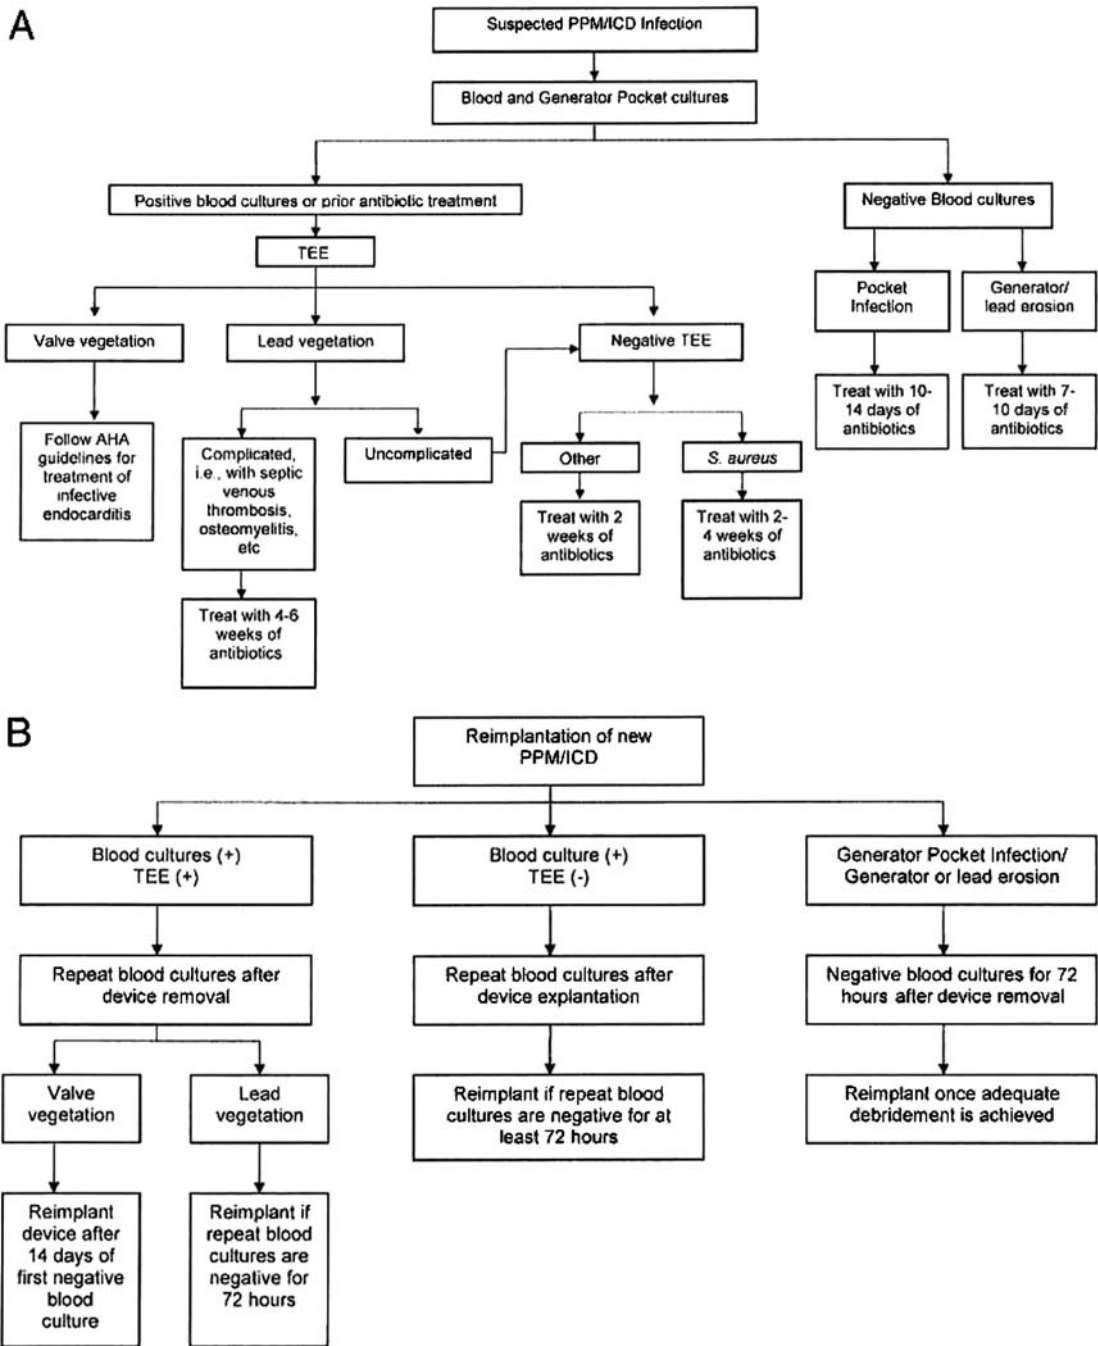 A
Suspected PPM/ICD Infection
Blood and Generator Pocket cultures
Positive blood cultures or prior antibiotic treatment
Negative Blood cultures
TEE
Pocket
Infection
Generator/
lead erosion
Valve vegetation
Lead vegetation
Negative TEE
Treat with 10-
14 days of
antibiotics
Treat with 7-
10 days of
antibiotics
Follow AHA
guidelines for
treatment of
infective
endocarditis
Complicated,
i.e., with septic
venous
thrombosis,
osteomyelitis,
etc
Uncomplicated
Other
S. aureus
Treat with 2
weeks of
antibiotics
Treat with 2-
4 weeks of
antibiotics
Treat with 4-6
weeks of
antibiotics
B
Reimplantation of new
PPM/ICD
Blood cultures (+)
TEE (+)
Blood culture (+)
TEE (-)
Generator Pocket Infection/
Generator or lead erosion
Repeat blood cultures after
device removal
Repeat blood cultures after
device explantation
Negative blood cultures for 72
hours after device removal
Valve
vegetation
Lead
vegetation
Reimplant if repeat blood
cultures are negative for at
least 72 hours
Reimplant once adequate
debridement is achieved
Reimplant
device after
14 days of
first negative
blood
culture
Reimplant if
repeat blood
cultures are
negative for
72 hours